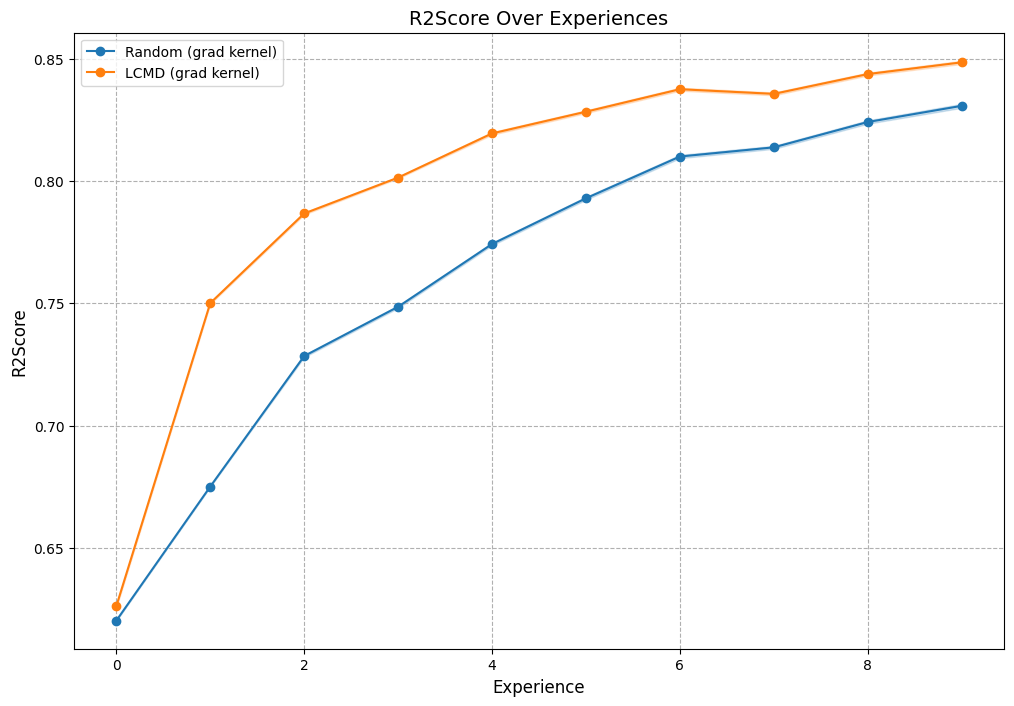 R2Score Over Experiences
Random (grad kernel)
LCMD (grad kernel)
0.85
0.80
0.75
0.70
0.65
R2Score
0 2 4 6 8
Experience